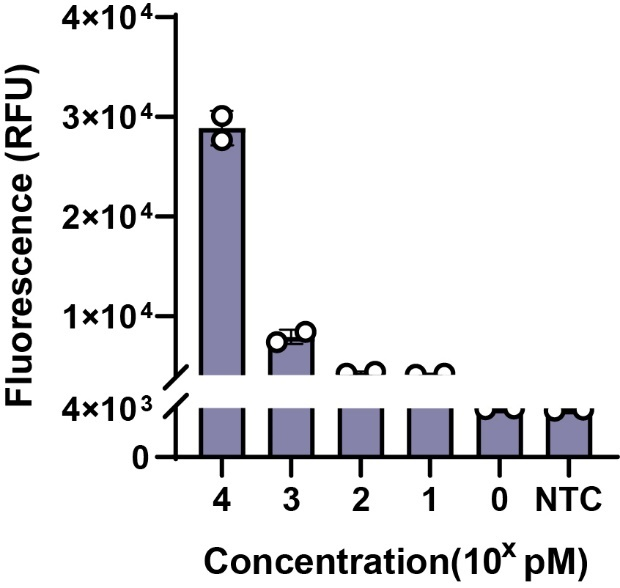 Fluorescence (RFU)
4×10⁴
3×10⁴
2×10⁴
1×10⁴
4×10³
0
4 3 2 1 0 NTC
Concentration(10ˣ pM)